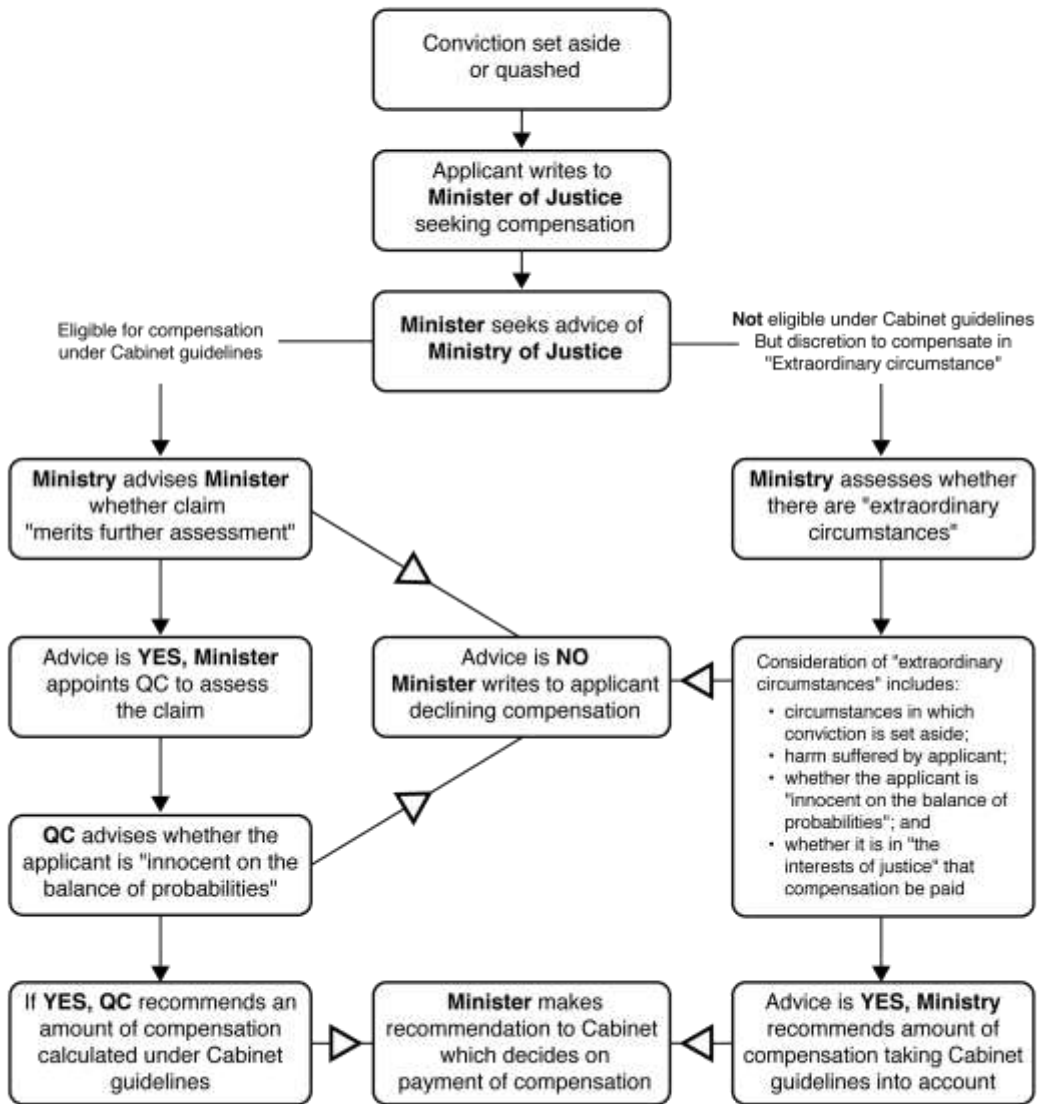 Conviction set aside
or quashed
Applicant writes to
Minister of Justice
seeking compensation
Minister seeks advice of
Ministry of Justice
Eligible for compensation
under Cabinet guidelines
Not eligible under Cabinet guidelines
But discretion to compensate in
"Extraordinary circumstance"
Ministry advises Minister
whether claim
"merits further assessment"
Ministry assesses whether
there are "extraordinary
circumstances"
Advice is YES, Minister
appoints QC to assess
the claim
Advice is NO
Minister writes to applicant
declining compensation
Consideration of "extraordinary
circumstances" includes:
• circumstances in which
conviction is set aside;
• harm suffered by applicant;
• whether the applicant is
"innocent on the balance of
probabilities"; and
• whether it is in "the
interests of justice" that
compensation be paid
QC advises whether the
applicant is "innocent on the
balance of probabilities"
If YES, QC recommends an
amount of compensation
calculated under Cabinet
guidelines
Minister makes
recommendation to Cabinet
which decides on
payment of compensation
Advice is YES, Ministry
recommends amount of
compensation taking Cabinet
guidelines into account